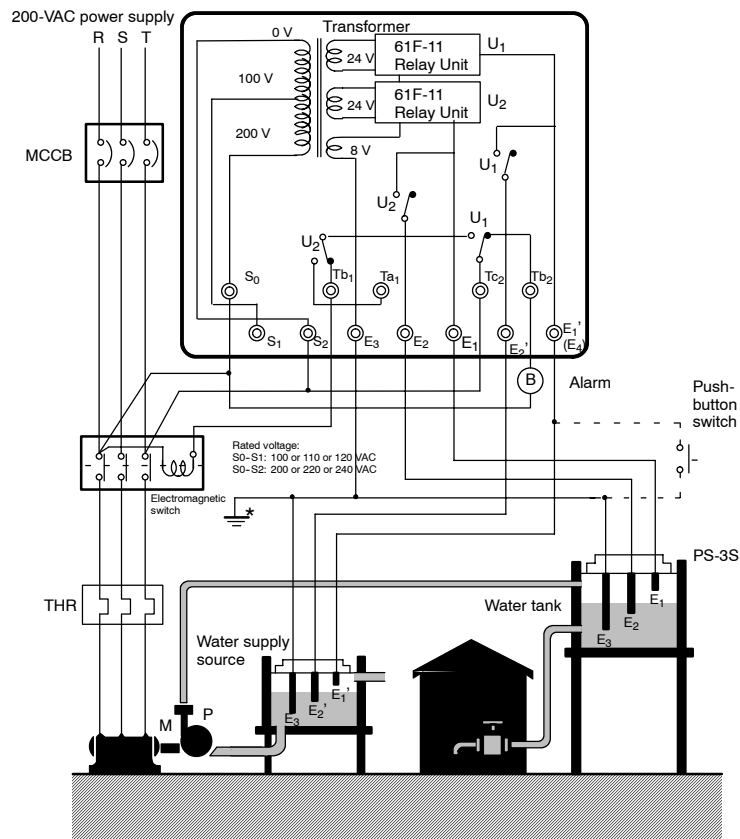 200-VAC power supply
R S T
MCCB
0 V
100 V
200 V
Transformer
24 V
24 V
8 V
61F-11
Relay Unit
U1
61F-11
Relay Unit
U2
U1
U2
U2
U1
S0
Tb1
Ta1
Tc2
Tb2
S1
S2
E3
E2
E1
E2'
E1'
(E4)
B
Alarm
Push-
button
switch
Rated voltage:
S0-S1: 100 or 110 or 120 VAC
S0-S2: 200 or 220 or 240 VAC
Electromagnetic
switch
*
PS-3S
THR
Water tank
E1
E2
E3
Water supply
source
E1'
E2'
E3
M
P